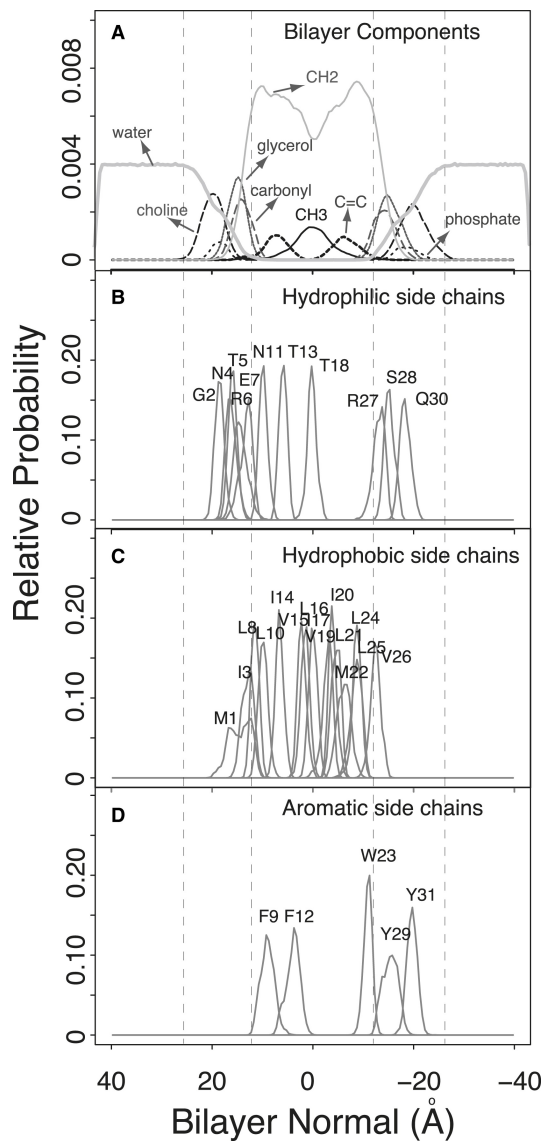 A Bilayer Components
0.008
CH2
water
glycerol
0.004
carbonyl
C=C
choline
CH3
phosphate
0
B Hydrophilic side chains
T5 N11 T13
N4 E7 T18
0.20
G2 R6 R27 S28 Q30
0.10
0
C Hydrophobic side chains
I14 I20
0.20
L16
V15 I17 L24
L8 L10 V19 L21
L25
V26
I3 M22
0.10
M1
0
D Aromatic side chains
W23
0.20
F9 F12 Y31
Y29
0.10
0
40 20 0 −20 −40
Bilayer Normal (Å)
Relative Probability